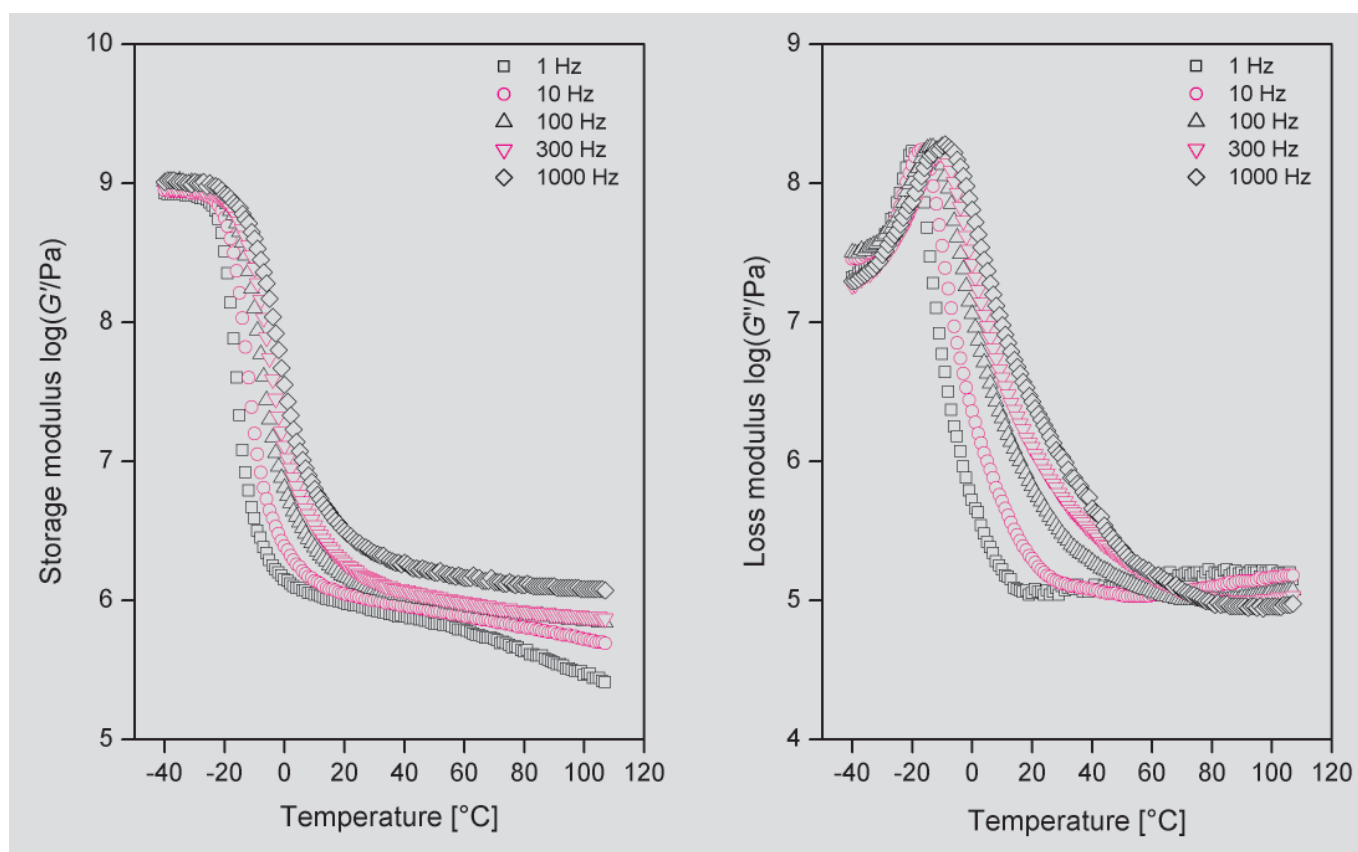 10
9
8
7
6
5
-40 -20 0 20 40 60 80 100 120
Storage modulus log(G'/Pa)
Temperature [°C]
1 Hz
10 Hz
100 Hz
300 Hz
1000 Hz
9
8
7
6
5
4
-40 -20 0 20 40 60 80 100 120
Loss modulus log(G''/Pa)
Temperature [°C]
1 Hz
10 Hz
100 Hz
300 Hz
1000 Hz